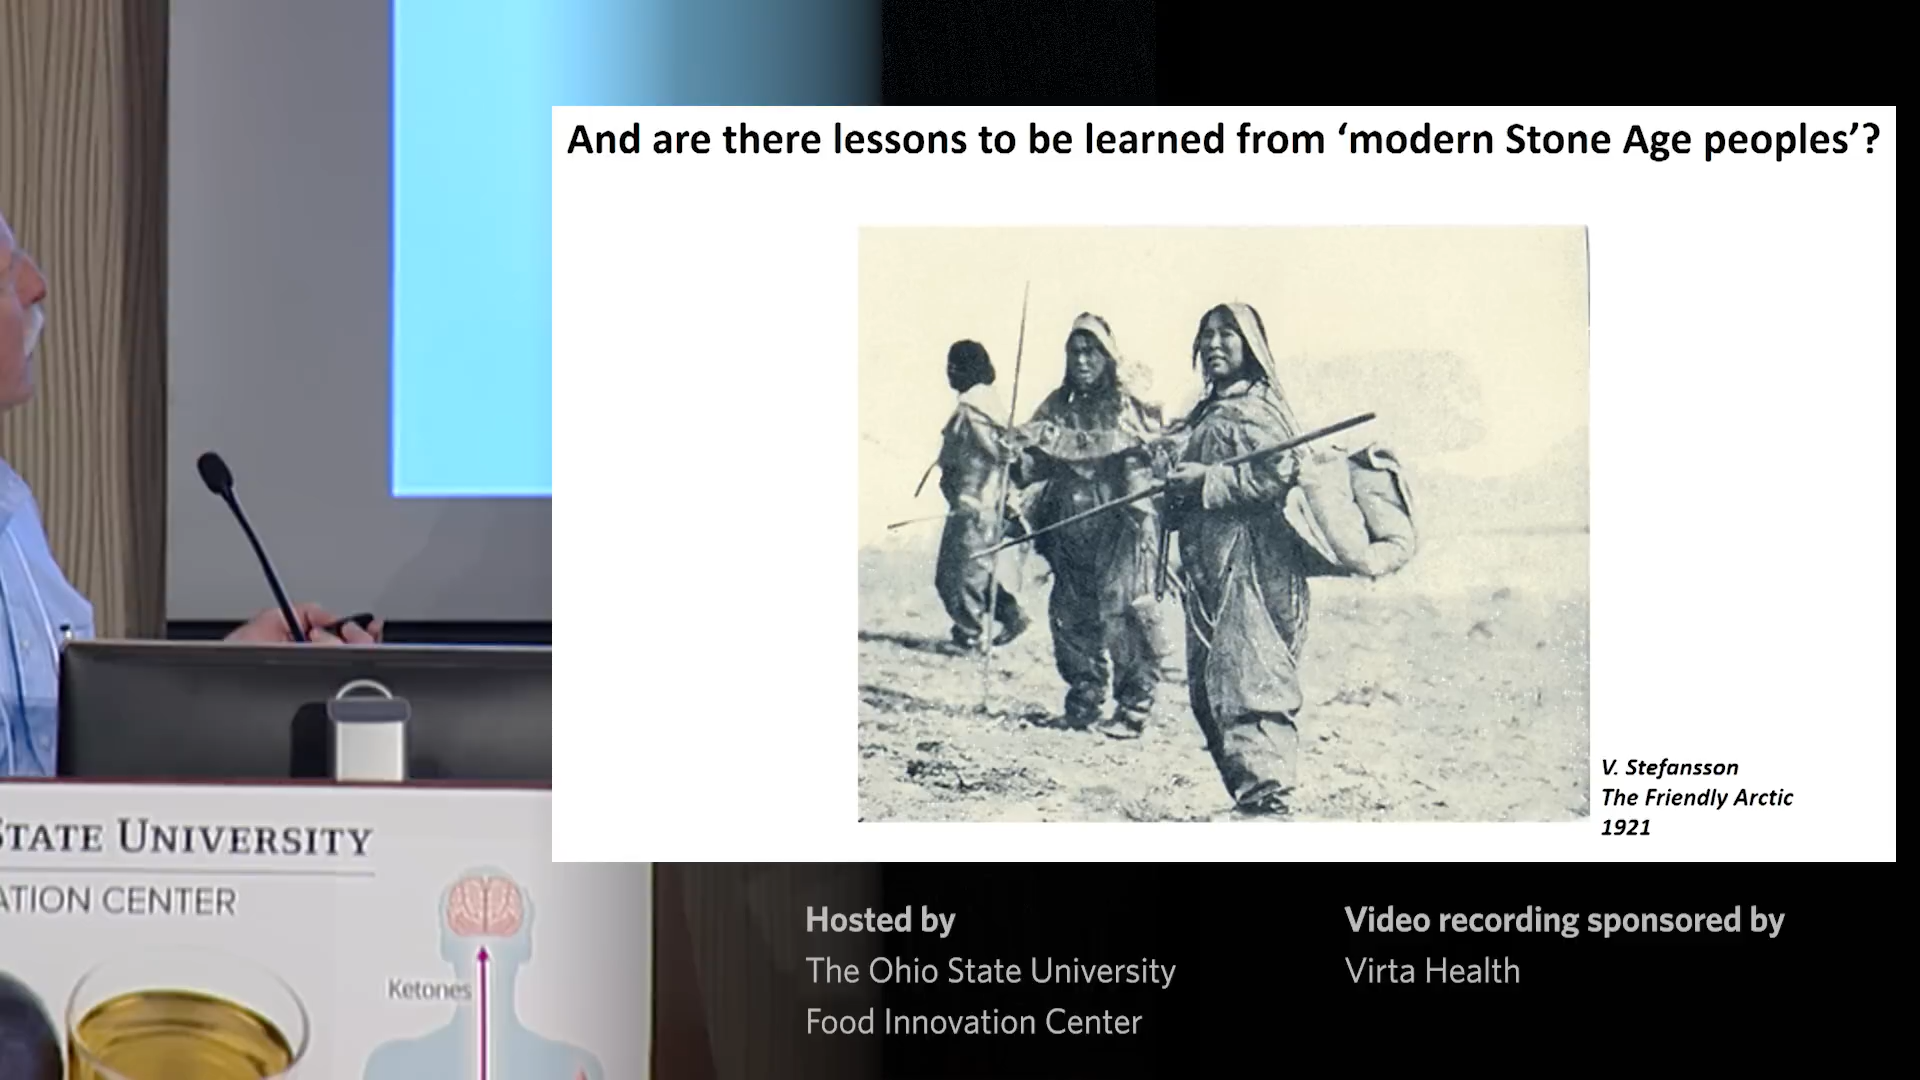 And are there lessons to be learned from ‘modern Stone Age peoples’?
V. Stefansson
The Friendly Arctic
1921
STATE UNIVERSITY
ATION CENTER
Ketones
Hosted by
The Ohio State University
Food Innovation Center
Video recording sponsored by
Virta Health